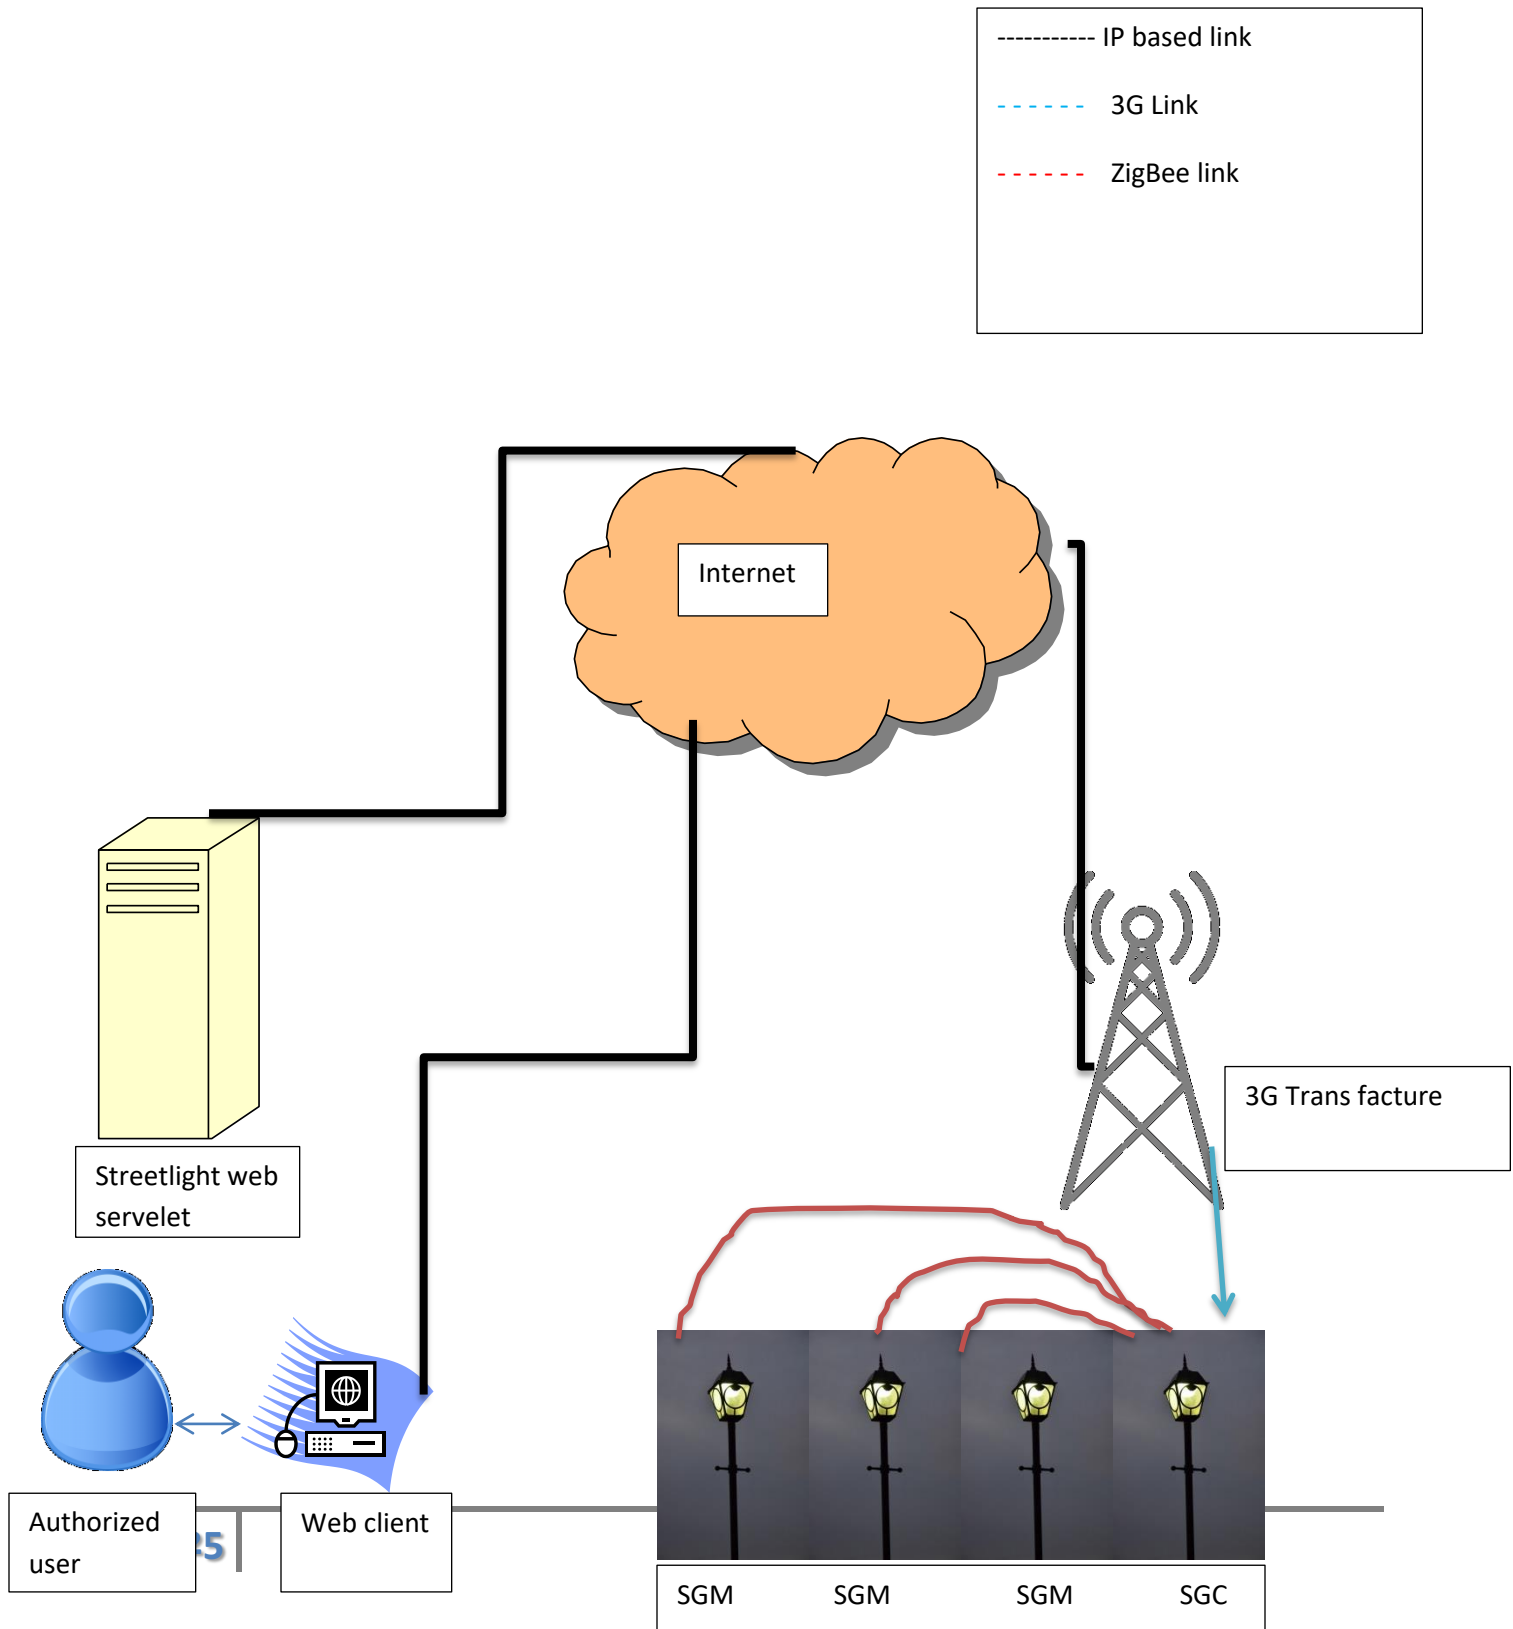 ----------- IP based link
- - - - - - 3G Link
- - - - - - ZigBee link
Internet
3G Trans facture
Streetlight web
servelet
Authorized
user
Web client
SGM SGM SGM SGC